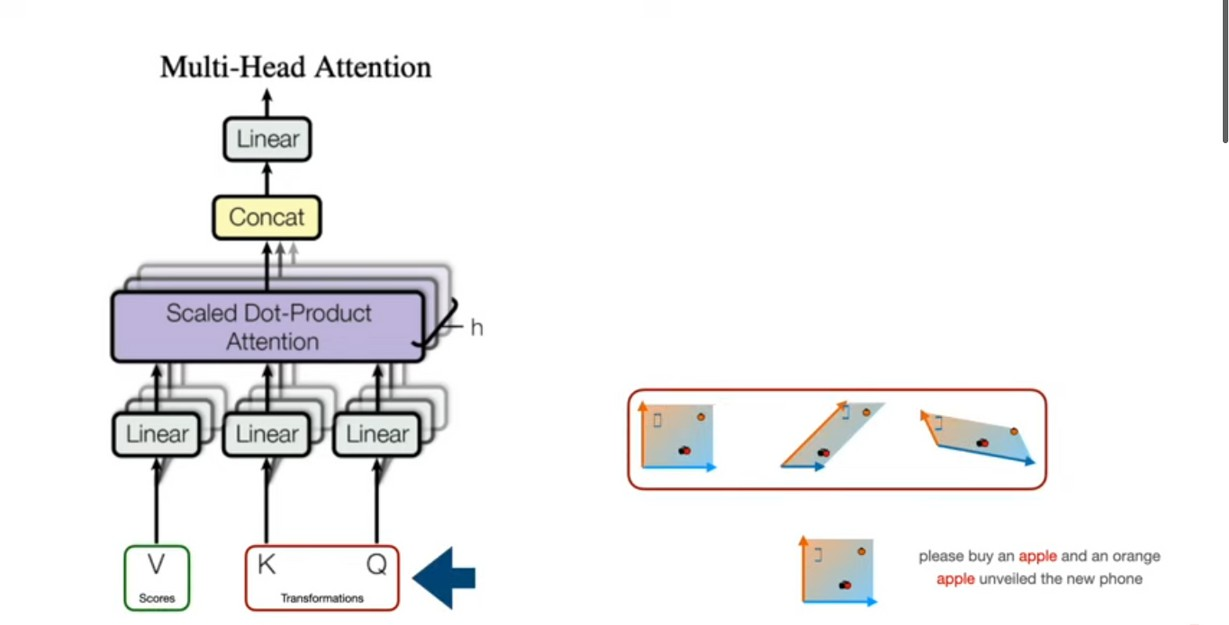 Multi-Head Attention
Linear
Concat
Scaled Dot-Product
Attention
h
Linear
Linear
Linear
V
Scores
K
Q
Transformations
please buy an apple and an orange
apple unveiled the new phone